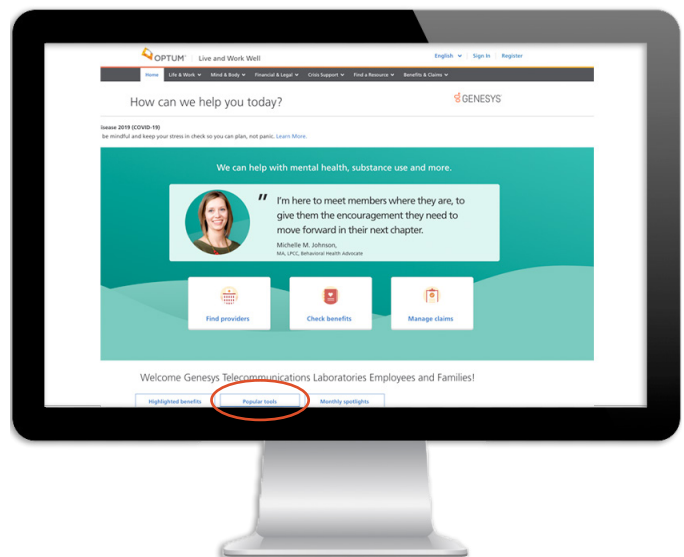 OPTUM™ | Live and Work Well
English | Sign In | Register
Home Life & Work Mind & Body Financial & Legal Crisis Support Find a Resource Benefits & Claims
How can we help you today?
GENESYS
isease 2019 (COVID-19)
be mindful and keep your stress in check so you can plan, not panic. Learn More.
We can help with mental health, substance use and more.
" I'm here to meet members where they are, to
give them the encouragement they need to
move forward in their next chapter.
Michelle M. Johnson,
MA, LPCC, Behavioral Health Advocate
Find providers Check benefits Manage claims
Welcome Genesys Telecommunications Laboratories Employees and Families!
Highlighted benefits Popular tools Monthly spotlights